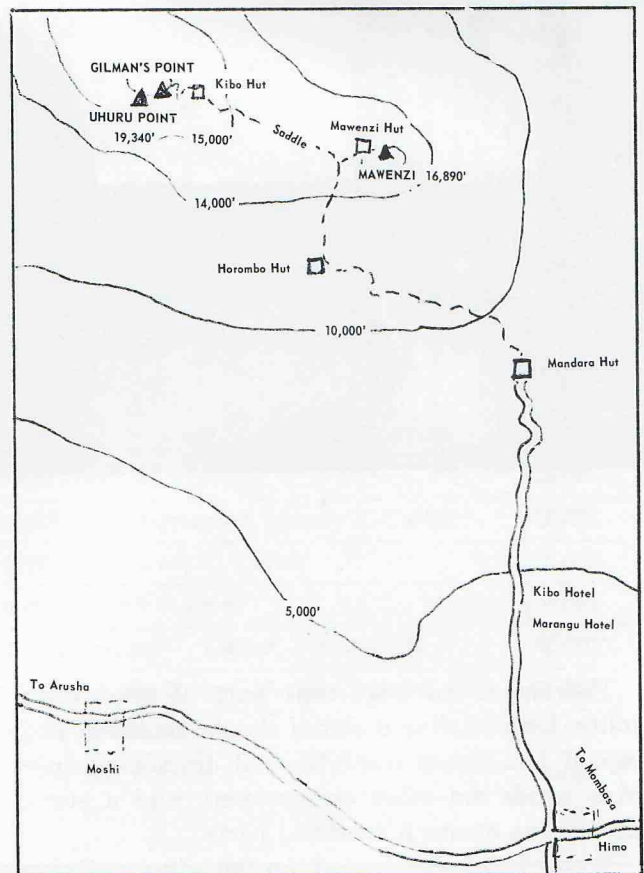 GILMAN'S POINT
Kibo Hut
UHURU POINT
19,340' 15,000'
Saddle
Mawenzi Hut
MAWENZI 16,890'
14,000'
Horombo Hut
10,000'
Mandara Hut
Kibo Hotel
5,000'
Marangu Hotel
To Arusha
Moshi
To Mombasa
Himo